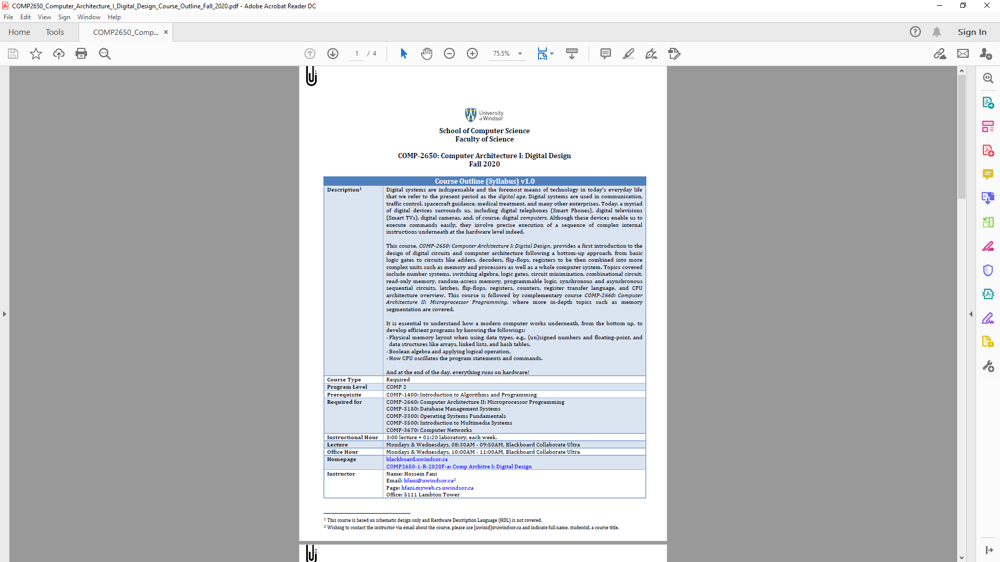 COMP2650_Computer_Architecture_I_Digital_Design_Course_Outline_Fall_2020.pdf - Adobe Acrobat Reader DC
File Edit View Sign Window Help
Home Tools COMP2650_Comp... × Sign In
1 / 4 75.5%
1
University
of Windsor
School of Computer Science
Faculty of Science
COMP-2650: Computer Architecture I: Digital Design
Fall 2020
Course Outline (Syllabus) v1.0
Description1 Digital systems are indispensable and the foremost means of technology in today's everyday life
that we refer to the present period as the digital age. Digital systems are used in communication,
traffic control, spacecraft guidance, medical treatment, and many other enterprises. Today, a myriad
of digital devices surrounds us, including digital telephones (Smart Phones), digital televisions
(Smart TVs), digital cameras, and, of course, digital computers. Although these devices enable us to
execute commands easily, they involve precise execution of a sequence of complex internal
instructions underneath at the hardware level indeed.
This course, COMP-2650: Computer Architecture I: Digital Design, provides a first introduction to the
design of digital circuits and computer architecture following a bottom-up approach, from basic
logic gates to circuits like adders, decoders, flip-flops, registers to be then combined into more
complex units such as memory and processors as well as a whole computer system. Topics covered
include number systems, switching algebra, logic gates, circuit minimization, combinational circuit,
read-only memory, random-access memory, programmable logic, synchronous and asynchronous
sequential circuits, latches, flip-flops, registers, counters, register transfer language, and CPU
architecture overview. This course is followed by complementary course COMP-2660: Computer
Architecture II: Microprocessor Programming, where more in-depth topics such as memory
segmentation are covered.
It is essential to understand how a modern computer works underneath, from the bottom up, to
develop efficient programs by knowing the followings:
- Physical memory layout when using data types, e.g., (un)signed numbers and floating-point, and
data structures like arrays, linked lists, and hash tables,
- Boolean algebra and applying logical operation,
- How CPU oscillates the program statements and commands.
And at the end of the day, everything runs on hardware!
Course Type Required
Program Level COMP 2
Prerequisite COMP-1400: Introduction to Algorithms and Programming
Required for COMP-2660: Computer Architecture II: Microprocessor Programming
COMP-3150: Database Management Systems
COMP-3300: Operating Systems Fundamentals
COMP-3500: Introduction to Multimedia Systems
COMP-3670: Computer Networks
Instructional Hour 3:00 lecture + 01:20 laboratory, each week.
Lecture Mondays & Wednesdays, 08:30AM - 09:50AM, Blackboard Collaborate Ultra
Office Hour Mondays & Wednesdays, 10:00AM - 11:00AM, Blackboard Collaborate Ultra
Homepage blackboard.uwindsor.ca
COMP2650-1-R-2020F-a: Comp Architre I: Digital Design
Instructor Name: Hossein Fani
Email: hfani@uwindsor.ca2
Page: hfani.myweb.cs.uwindsor.ca
Office: 5111 Lambton Tower
1 This course is based on schematic design only and Hardware Description Language (HDL) is not covered.
2 Wishing to contact the instructor via email about the course, please use [uwinid]@uwindsor.ca and indicate full name, studentid, a course title.
2